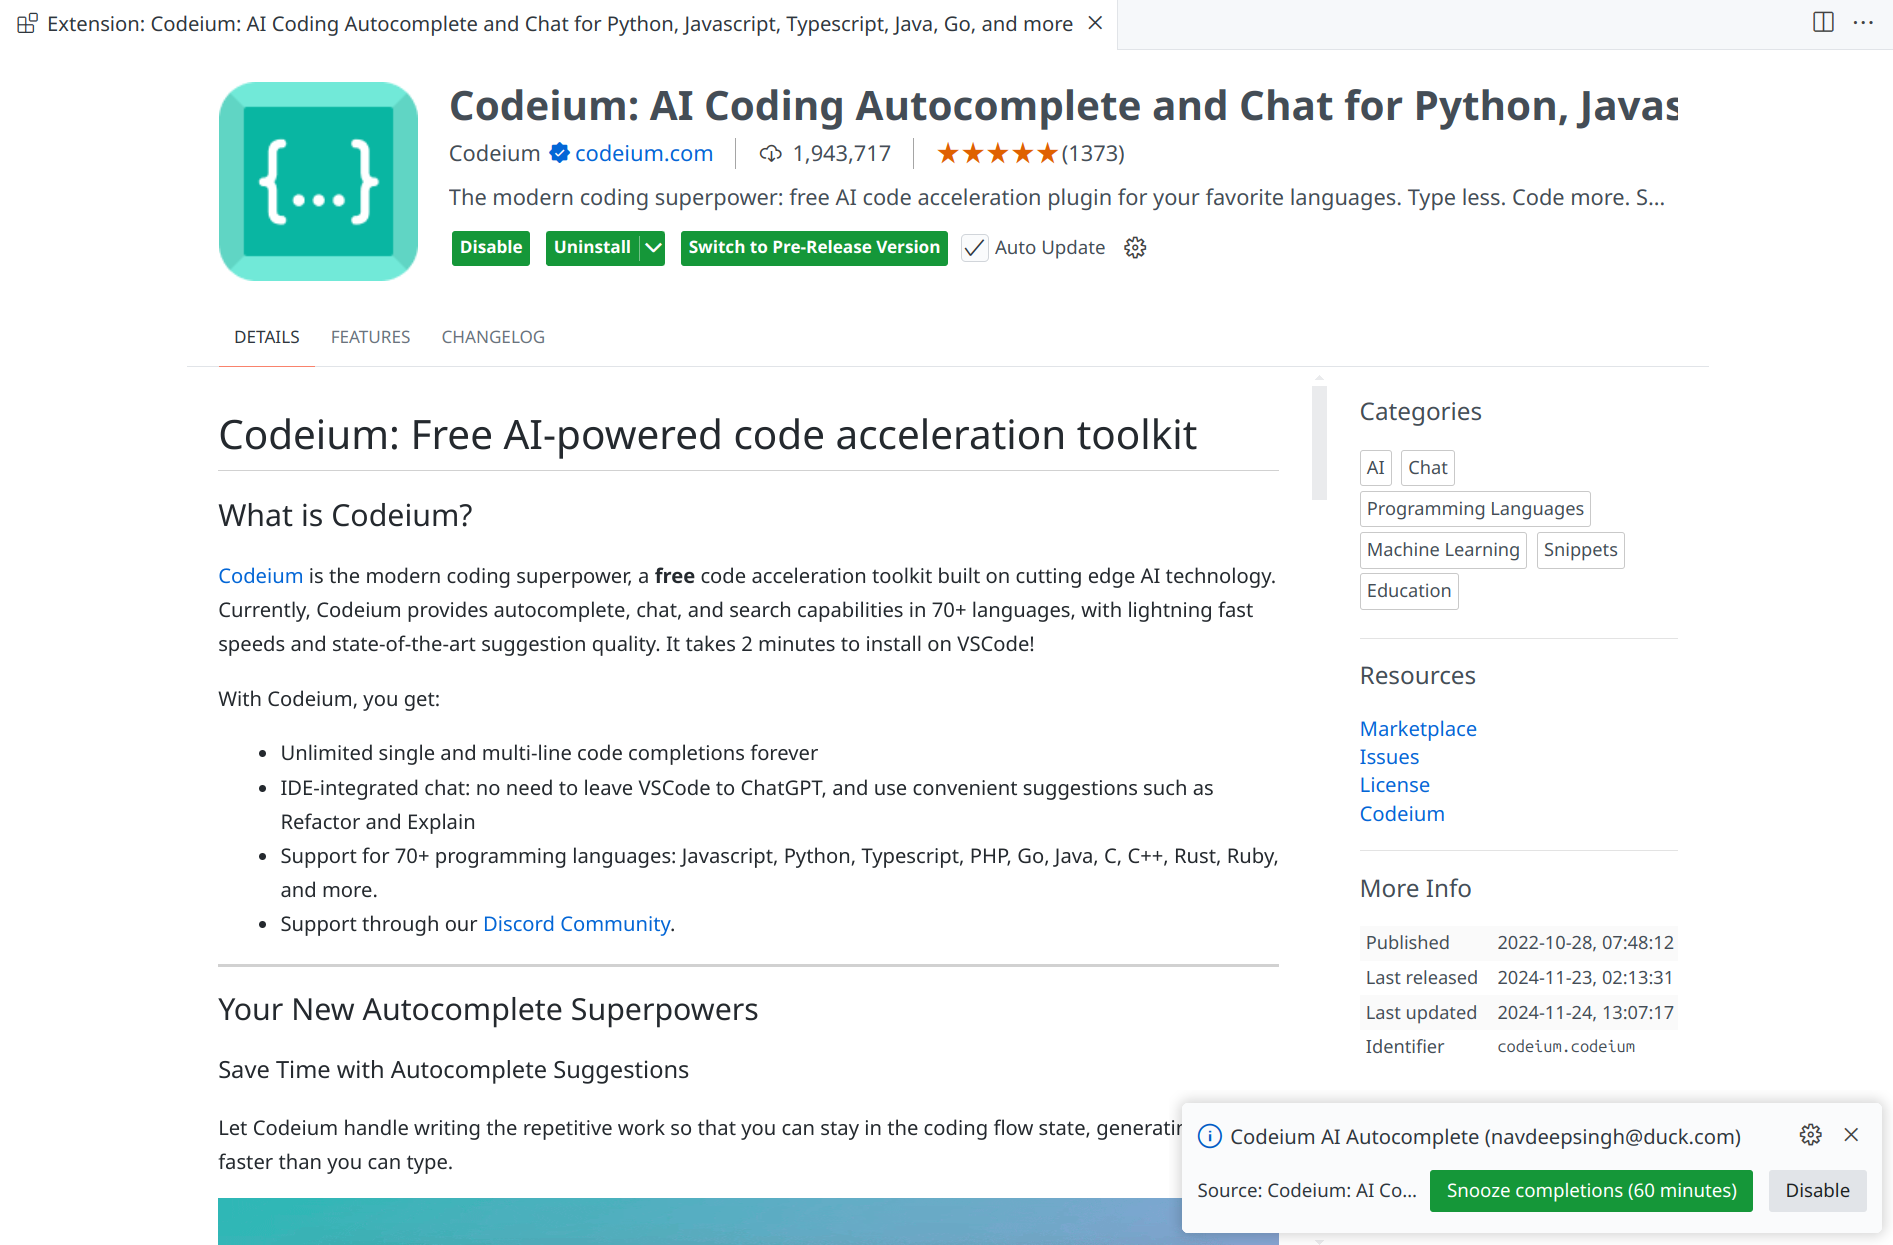 Extension: Codeium: AI Coding Autocomplete and Chat for Python, Javascript, Typescript, Java, Go, and more
{...}
Codeium: AI Coding Autocomplete and Chat for Python, Javas
Codeium codeium.com 1,943,717 ★★★★★(1373)
The modern coding superpower: free AI code acceleration plugin for your favorite languages. Type less. Code more. S...
Disable Uninstall Switch to Pre-Release Version Auto Update
DETAILS FEATURES CHANGELOG
Codeium: Free AI-powered code acceleration toolkit
What is Codeium?
Codeium is the modern coding superpower, a free code acceleration toolkit built on cutting edge AI technology.
Currently, Codeium provides autocomplete, chat, and search capabilities in 70+ languages, with lightning fast
speeds and state-of-the-art suggestion quality. It takes 2 minutes to install on VSCode!
With Codeium, you get:
• Unlimited single and multi-line code completions forever
• IDE-integrated chat: no need to leave VSCode to ChatGPT, and use convenient suggestions such as
Refactor and Explain
• Support for 70+ programming languages: Javascript, Python, Typescript, PHP, Go, Java, C, C++, Rust, Ruby,
and more.
• Support through our Discord Community.
Your New Autocomplete Superpowers
Save Time with Autocomplete Suggestions
Let Codeium handle writing the repetitive work so that you can stay in the coding flow state,
faster than you can type.
Categories
AI Chat
Programming Languages
Machine Learning Snippets
Education
Resources
Marketplace
Issues
License
Codeium
More Info
Published 2022-10-28, 07:48:12
Last released 2024-11-23, 02:13:31
Last updated 2024-11-24, 13:07:17
Identifier codeium.codeium
Codeium AI Autocomplete (navdeepsingh@duck.com)
Source: Codeium: AI Co... Snooze completions (60 minutes) Disable